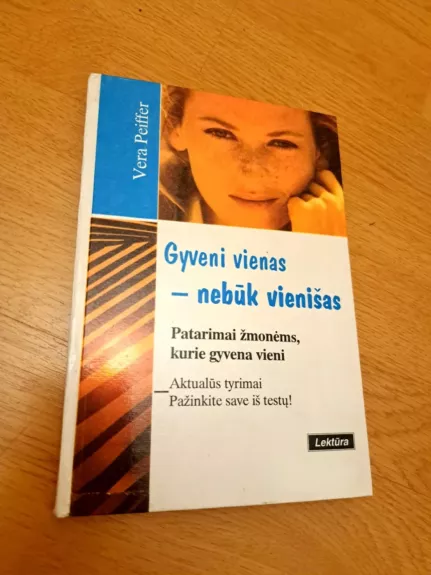 Vera Peiffer
Gyveni vienas
– nebūk vienišas
Patarimai žmonėms,
kurie gyvena vieni
Aktualūs tyrimai
Pažinkite save iš testų!
Lektūra